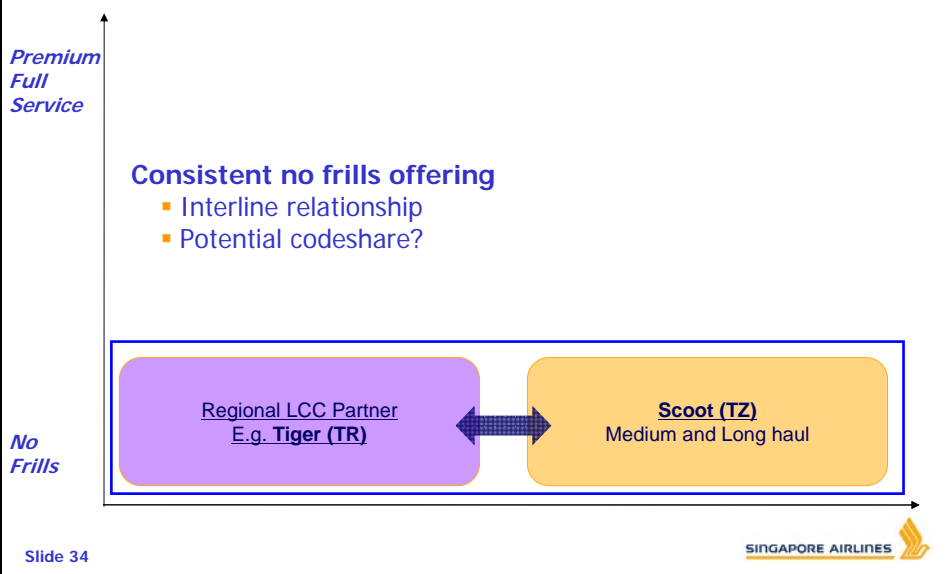 Premium
Full
Service
Consistent no frills offering
▪ Interline relationship
▪ Potential codeshare?
Regional LCC Partner
E.g. Tiger (TR)
Scoot (TZ)
Medium and Long haul
No
Frills
Slide 34
SINGAPORE AIRLINES